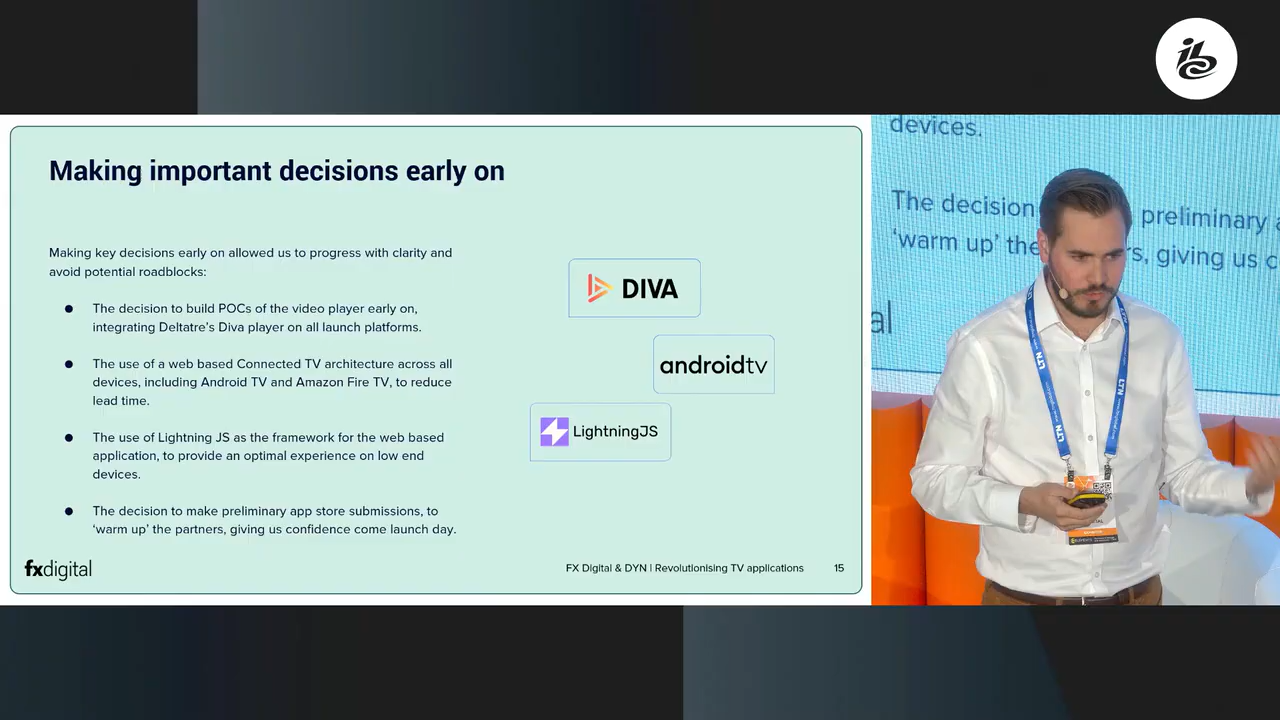 Making important decisions early on
Making key decisions early on allowed us to progress with clarity and
avoid potential roadblocks:
● The decision to build POCs of the video player early on,
integrating Deltatre's Diva player on all launch platforms.
● The use of a web based Connected TV architecture across all
devices, including Android TV and Amazon Fire TV, to reduce
lead time.
● The use of Lightning JS as the framework for the web based
application, to provide an optimal experience on low end
devices.
● The decision to make preliminary app store submissions, to
‘warm up’ the partners, giving us confidence come launch day.
DIVA
androidtv
LightningJS
fxdigital
FX Digital & DYN | Revolutionising TV applications
15
ibc
devices.
The decision preliminary
‘warm up’ the s, giving us c
al
LTN
LTN
LTN